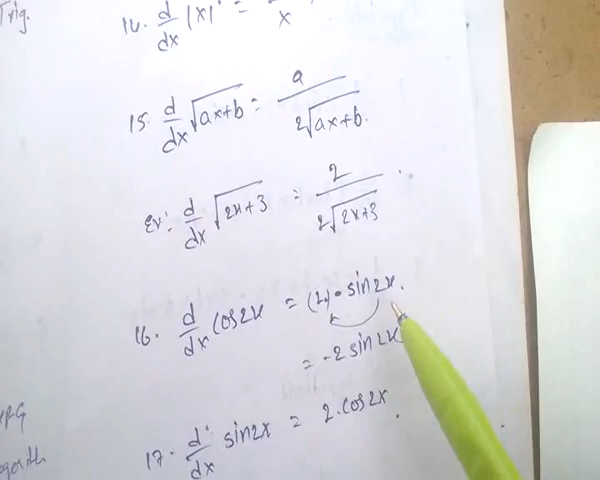 Trig.
14. d/dx |x| = /x
15. d/dx √(ax+b) = a/(2√(ax+b)).
Ex: d/dx √(2x+3) = 2/(2√(2x+3)).
16. d/dx cos2x = (2)·-sin2x.
= -2 sin2x
17. d/dx sin2x = 2.cos2x.